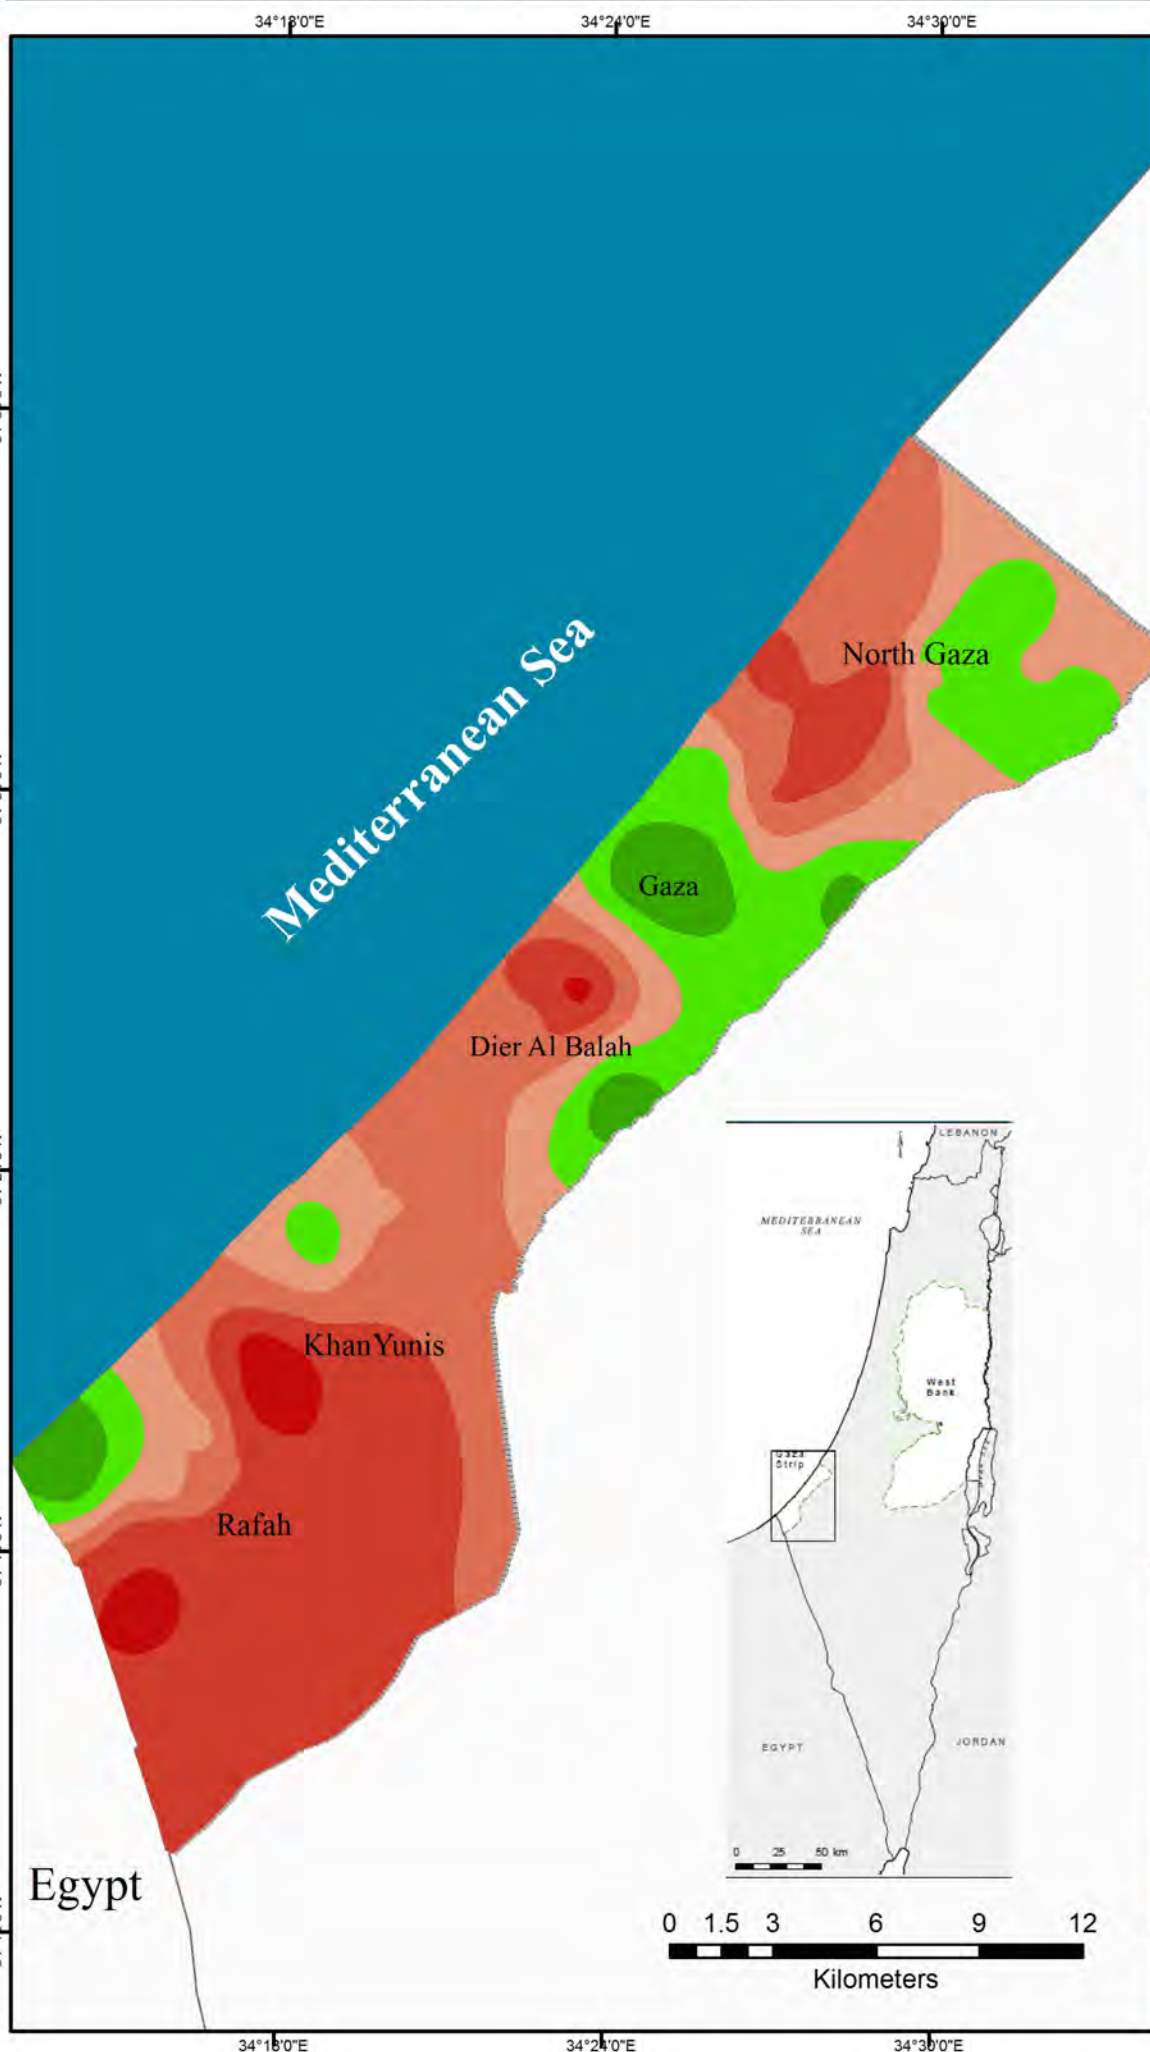 34°18'0"E
34°24'0"E
34°30'0"E
Mediterranean Sea
North Gaza
Gaza
Dier Al Balah
KhanYunis
Rafah
Egypt
LEBANON
MEDITERRANEAN
SEA
West
Bank
Gaza
Strip
EGYPT
JORDAN
0 25 50 km
0 1.5 3 6 9 12
Kilometers
34°18'0"E
34°24'0"E
34°30'0"E